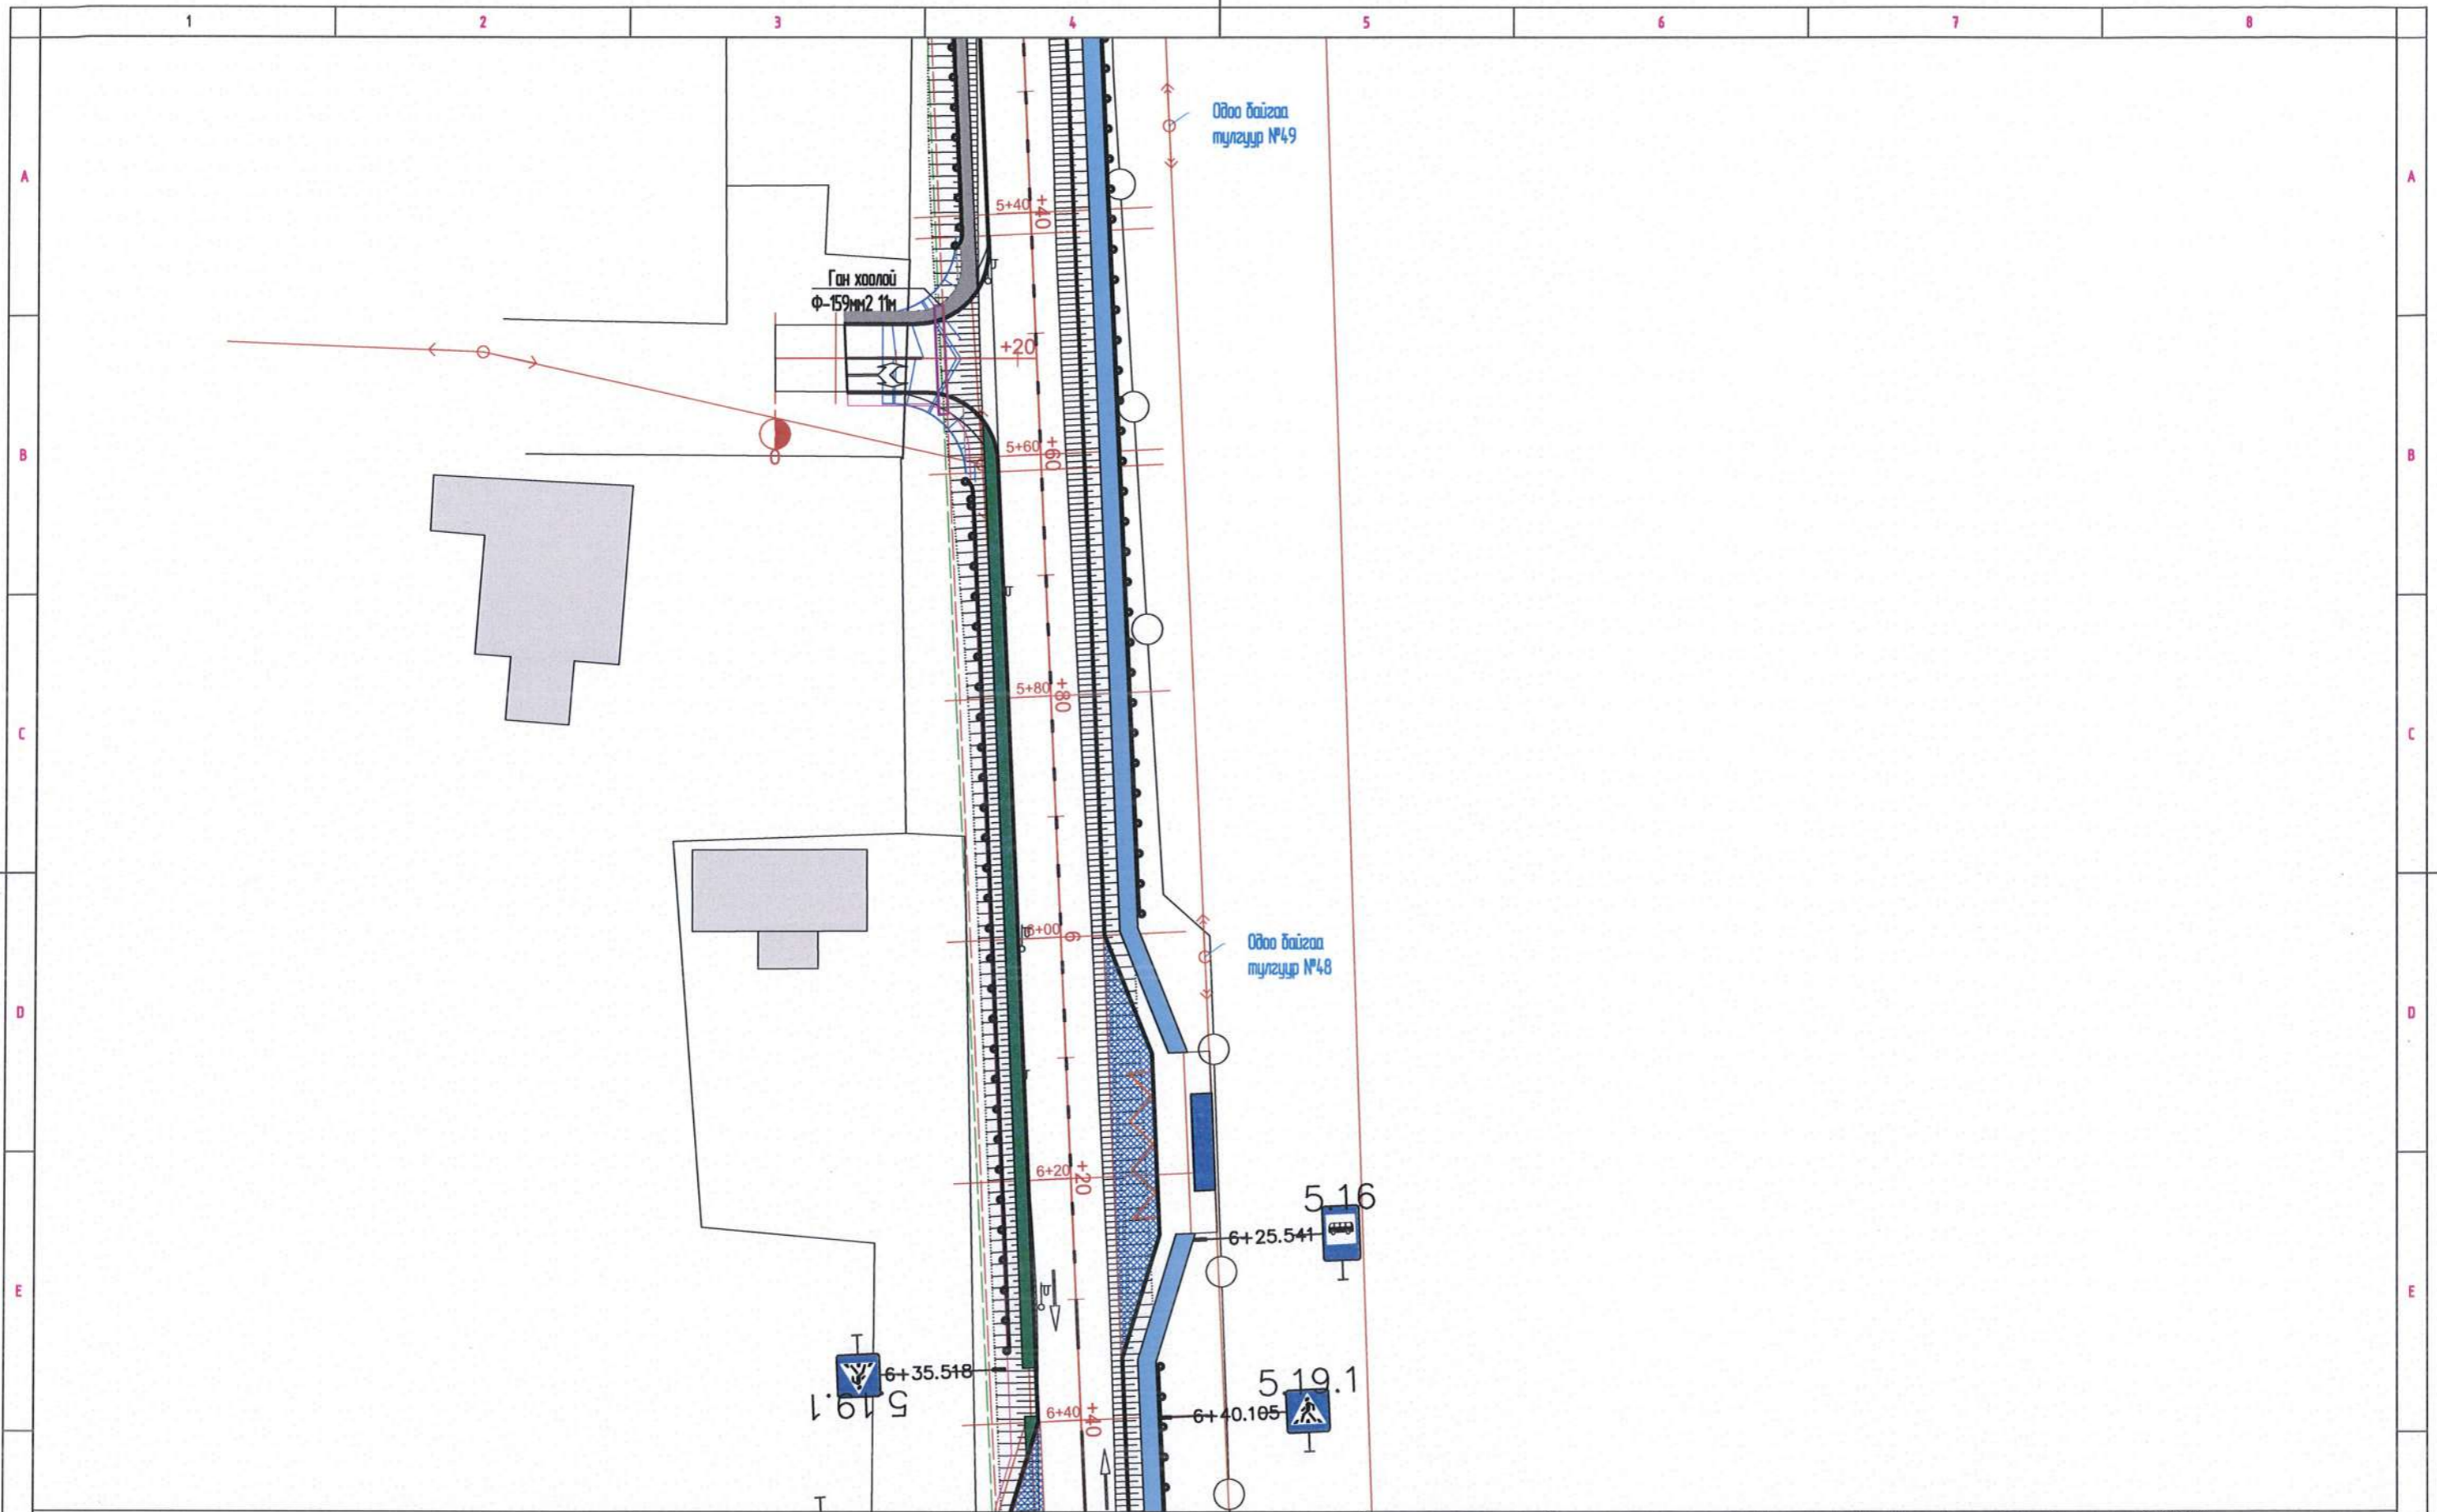 1 2 3 4 5 6 7 8
A A
Одоо байгаа
тулгуур №49
5+40 +40
Ган хоолой
Ф-159мм2 11м
+20
B B
5+60 +60
0
5+80 +80
C C
6+00 6
Одоо байгаа
тулгуур №48
D D
6+20 +20
5.16
6+25.541
E E
6+35.518
5.19.1
5.19.1
6+40 +40
6+40.105